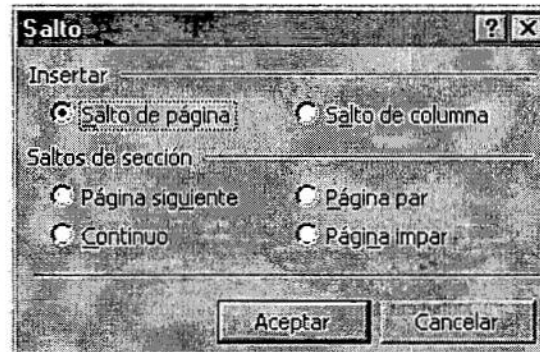 Salto
Insertar
Salto de página Salto de columna
Saltos de sección
Página siguiente Página par
Continuo Página impar
Aceptar Cancelar